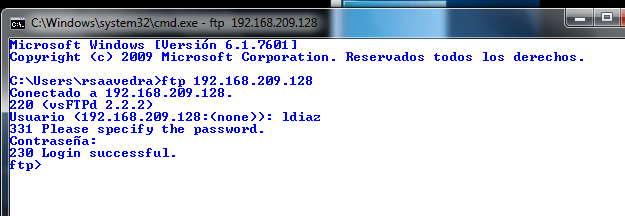 C:\Windows\system32\cmd.exe - ftp 192.168.209.128
Microsoft Windows [Versión 6.1.7601]
Copyright (c) 2009 Microsoft Corporation. Reservados todos los derechos.
C:\Users\rsaavedra>ftp 192.168.209.128
Conectado a 192.168.209.128.
220 (vsFTPd 2.2.2)
Usuario (192.168.209.128:(none)): ldiaz
331 Please specify the password.
Contraseña:
230 Login successful.
ftp>